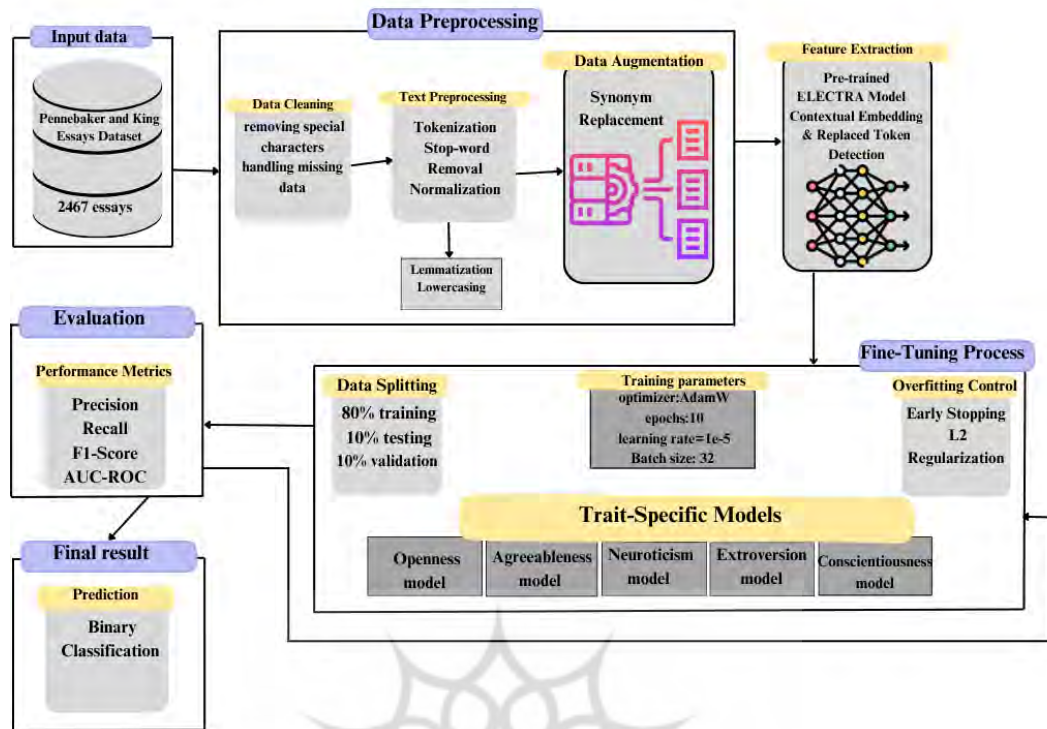 Input data
Pennebaker and King
Essays Dataset
2467 essays
Data Preprocessing
Data Cleaning
removing special
characters
handling missing
data
Text Preprocessing
Tokenization
Stop-word
Removal
Normalization
Lemmatization
Lowercasing
Data Augmentation
Synonym
Replacement
Feature Extraction
Pre-trained
ELECTRA Model
Contextual Embedding
& Replaced Token
Detection
Fine-Tuning Process
Data Splitting
80% training
10% testing
10% validation
Training parameters
optimizer:AdamW
epochs:10
learning rate=1e-5
Batch size: 32
Overfitting Control
Early Stopping
L2
Regularization
Trait-Specific Models
Openness
model
Agreeableness
model
Neuroticism
model
Extroversion
model
Conscientiousness
model
Evaluation
Performance Metrics
Precision
Recall
F1-Score
AUC-ROC
Final result
Prediction
Binary
Classification